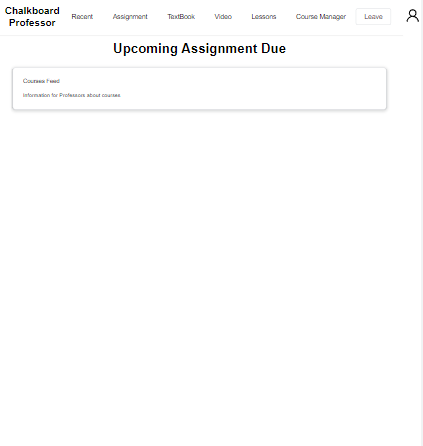 Chalkboard Professor
Recent
Assignment
TextBook
Video
Lessons
Course Manager
Leave
Upcoming Assignment Due
Courses Feed
Information for Professors about courses.